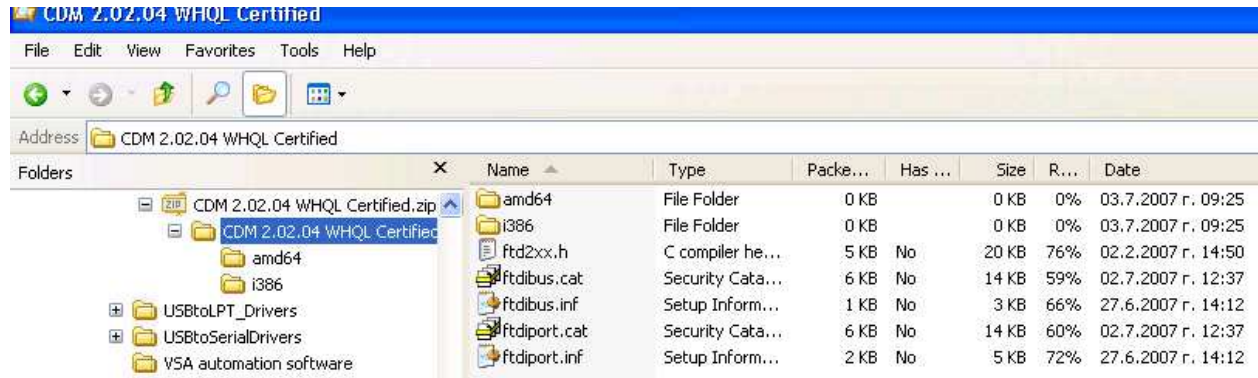 CDM 2.02.04 WHQL Certified
File Edit View Favorites Tools Help
Address CDM 2.02.04 WHQL Certified
Folders
ZIP CDM 2.02.04 WHQL Certified.zip
CDM 2.02.04 WHQL Certified
amd64
i386
USBtoLPT_Drivers
USBtoSerialDrivers
VSA automation software
Name Type Packe... Has ... Size R... Date
amd64 File Folder 0 KB 0 KB 0% 03.7.2007 г. 09:25
i386 File Folder 0 KB 0 KB 0% 03.7.2007 г. 09:25
ftd2xx.h C compiler he... 5 KB No 20 KB 76% 02.2.2007 г. 14:50
ftdibus.cat Security Cata... 6 KB No 14 KB 59% 02.7.2007 г. 12:37
ftdibus.inf Setup Inform... 1 KB No 3 KB 66% 27.6.2007 г. 14:12
ftdiport.cat Security Cata... 6 KB No 14 KB 60% 02.7.2007 г. 12:37
ftdiport.inf Setup Inform... 2 KB No 5 KB 72% 27.6.2007 г. 14:12